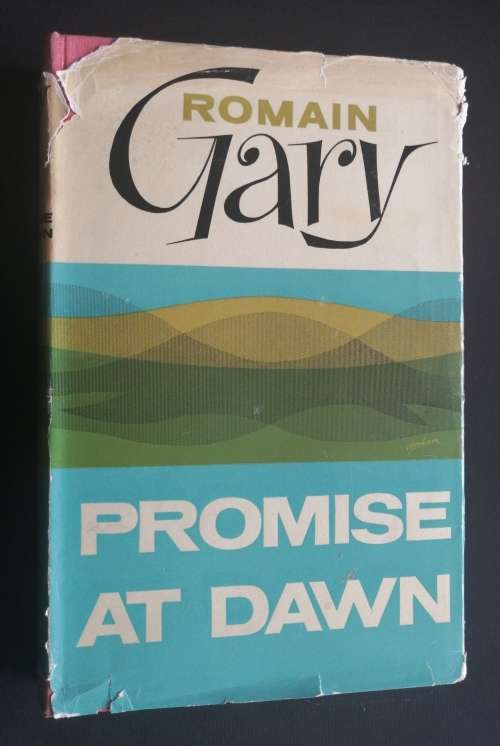 ROMAIN
Gary
PROMISE
AT DAWN